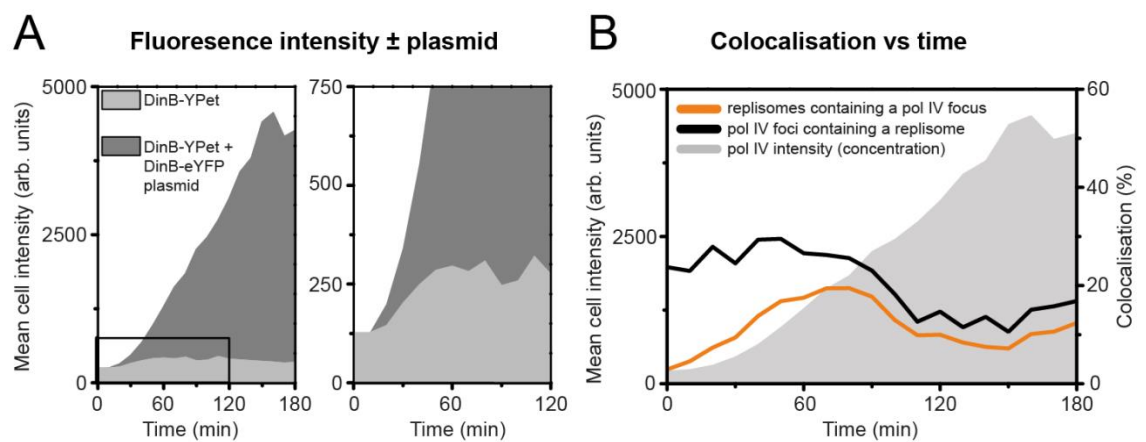 A
Fluoresence intensity ± plasmid
Mean cell intensity (arb. units)
5000
2500
0
DinB-YPet
DinB-YPet +
DinB-eYFP
plasmid
0
60
120
180
Time (min)
750
500
250
0
0
60
120
Time (min)
B
Colocalisation vs time
Mean cell intensity (arb. units)
5000
2500
0
replisomes containing a pol IV focus
pol IV foci containing a replisome
pol IV intensity (concentration)
60
40
20
0
Colocalisation (%)
0
60
120
180
Time (min)